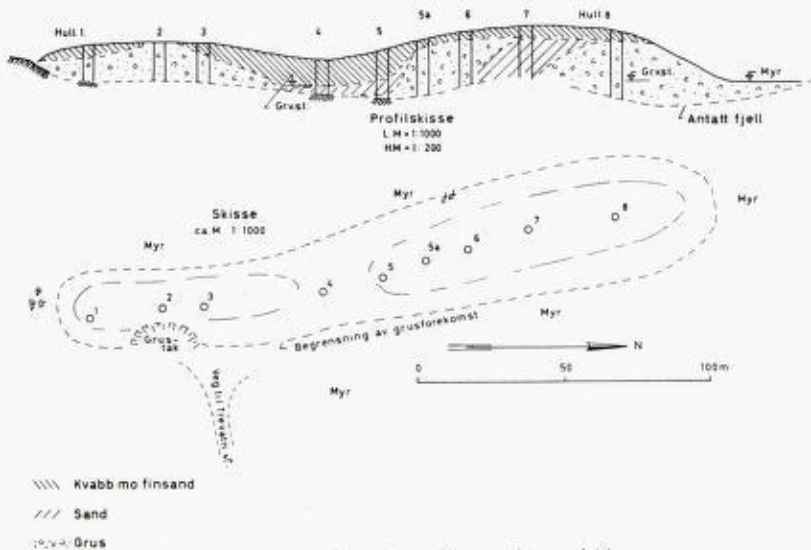 Hull 1 2 3 4 5 5a 6 7 Hull 8
Grvst.
Grvst.
Myr
Profilskisse
L M = 1:1000
HM = 1:200
Antatt fjell
Skisse
ca M 1 1000
Myr
Myr
Myr
1 2 3 4 5 5a 6 7 8
Grus-
tak
Begrensning av grusforekomst
Myr
N
0 50 100m
Myr
Kvabb mo finsand
Sand
Grus